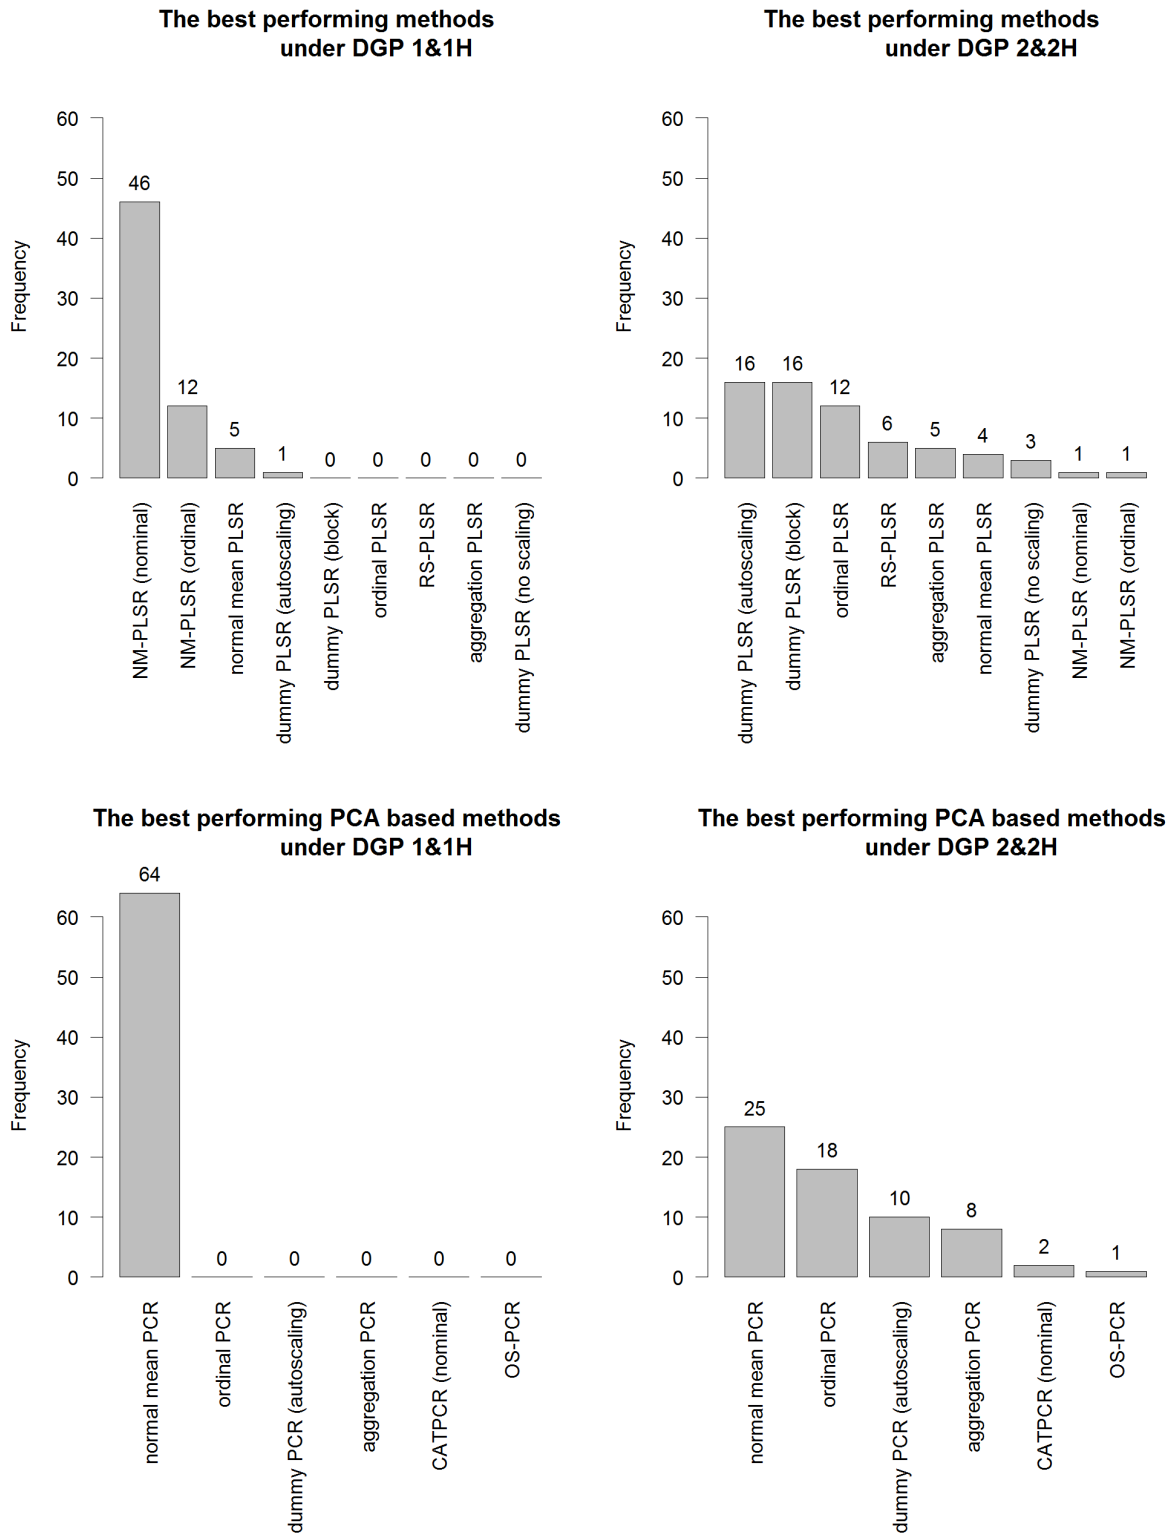 The best performing methods
under DGP 1&1H
Frequency
60
50
40
30
20
10
0
46
12
5
1
0
0
0
0
0
NM-PLSR (nominal)
NM-PLSR (ordinal)
normal mean PLSR
dummy PLSR (autoscaling)
dummy PLSR (block)
ordinal PLSR
RS-PLSR
aggregation PLSR
dummy PLSR (no scaling)
The best performing methods
under DGP 2&2H
Frequency
60
50
40
30
20
10
0
16
16
12
6
5
4
3
1
1
dummy PLSR (autoscaling)
dummy PLSR (block)
ordinal PLSR
RS-PLSR
aggregation PLSR
normal mean PLSR
dummy PLSR (no scaling)
NM-PLSR (nominal)
NM-PLSR (ordinal)
The best performing PCA based methods
under DGP 1&1H
Frequency
60
50
40
30
20
10
0
64
0
0
0
0
0
normal mean PCR
ordinal PCR
dummy PCR (autoscaling)
aggregation PCR
CATPCR (nominal)
OS-PCR
The best performing PCA based methods
under DGP 2&2H
Frequency
60
50
40
30
20
10
0
25
18
10
8
2
1
normal mean PCR
ordinal PCR
dummy PCR (autoscaling)
aggregation PCR
CATPCR (nominal)
OS-PCR